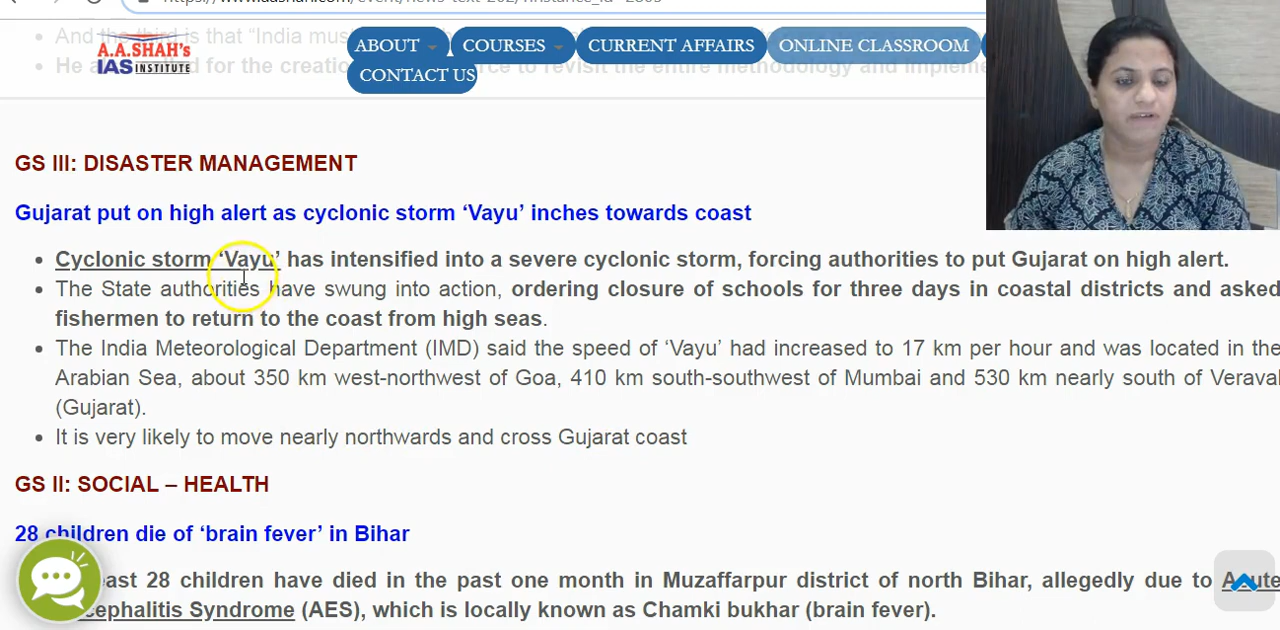 And the third is that "India mus
He a for the creatio rce to revisit the entire methodology and impleme
A.A.SHAH's
IAS INSTITUTE
ABOUT
COURSES
CURRENT AFFAIRS
ONLINE CLASSROOM
CONTACT US
GS III: DISASTER MANAGEMENT
Gujarat put on high alert as cyclonic storm ‘Vayu’ inches towards coast
Cyclonic storm ‘Vayu’ has intensified into a severe cyclonic storm, forcing authorities to put Gujarat on high alert.
The State authorities have swung into action, ordering closure of schools for three days in coastal districts and asked
fishermen to return to the coast from high seas.
The India Meteorological Department (IMD) said the speed of ‘Vayu’ had increased to 17 km per hour and was located in the
Arabian Sea, about 350 km west-northwest of Goa, 410 km south-southwest of Mumbai and 530 km nearly south of Veraval
(Gujarat).
It is very likely to move nearly northwards and cross Gujarat coast
GS II: SOCIAL – HEALTH
28 children die of ‘brain fever’ in Bihar
east 28 children have died in the past one month in Muzaffarpur district of north Bihar, allegedly due to Acute
cephalitis Syndrome (AES), which is locally known as Chamki bukhar (brain fever).